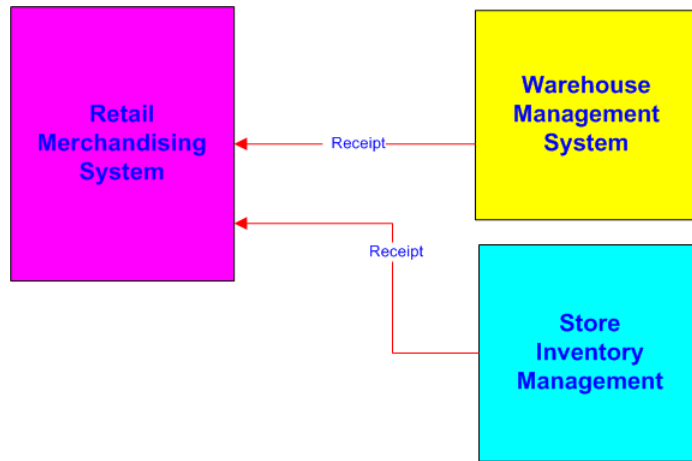 Retail
Merchandising
System
Receipt
Warehouse
Management
System
Receipt
Store
Inventory
Management